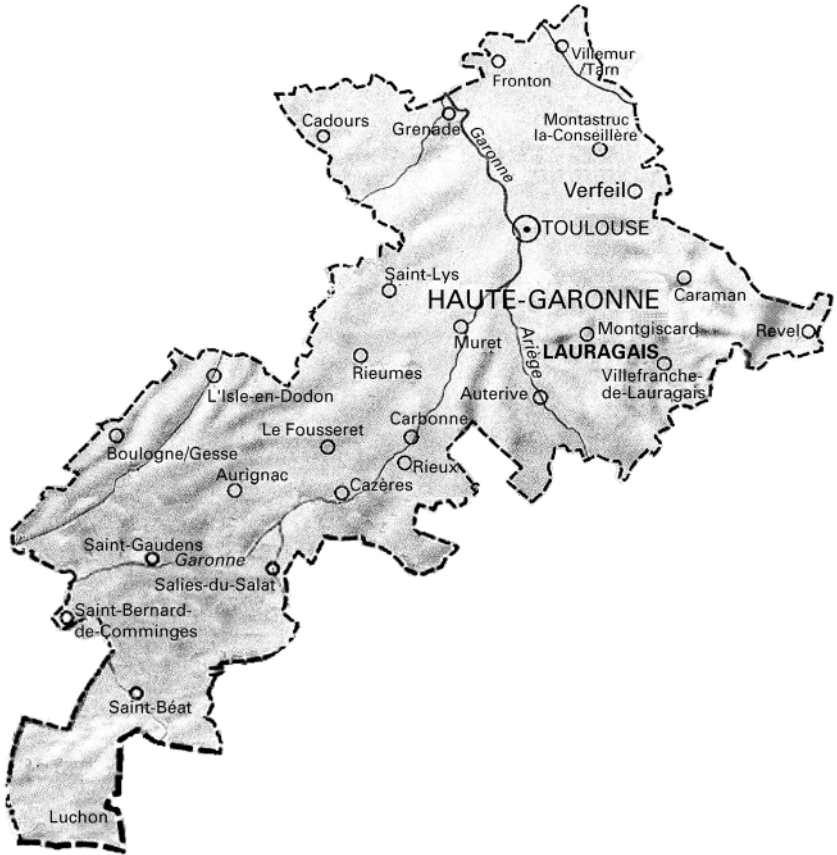 Villemur
/Tarn
Fronton
Cadours
Grenade
Montastruc
la-Conseillère
Garonne
Verfeil
TOULOUSE
Saint-Lys
HAUTE-GARONNE
Caraman
Muret
Ariège
Montgiscard
Revel
LAURAGAIS
Rieumes
Villefranche-
de-Lauragais
L'Isle-en-Dodon
Auterive
Carbonne
Le Fousseret
Boulogne/Gesse
Rieux
Aurignac
Cazères
Saint-Gaudens
Garonne
Salies-du-Salat
Saint-Bernard-
de-Comminges
Saint-Béat
Luchon